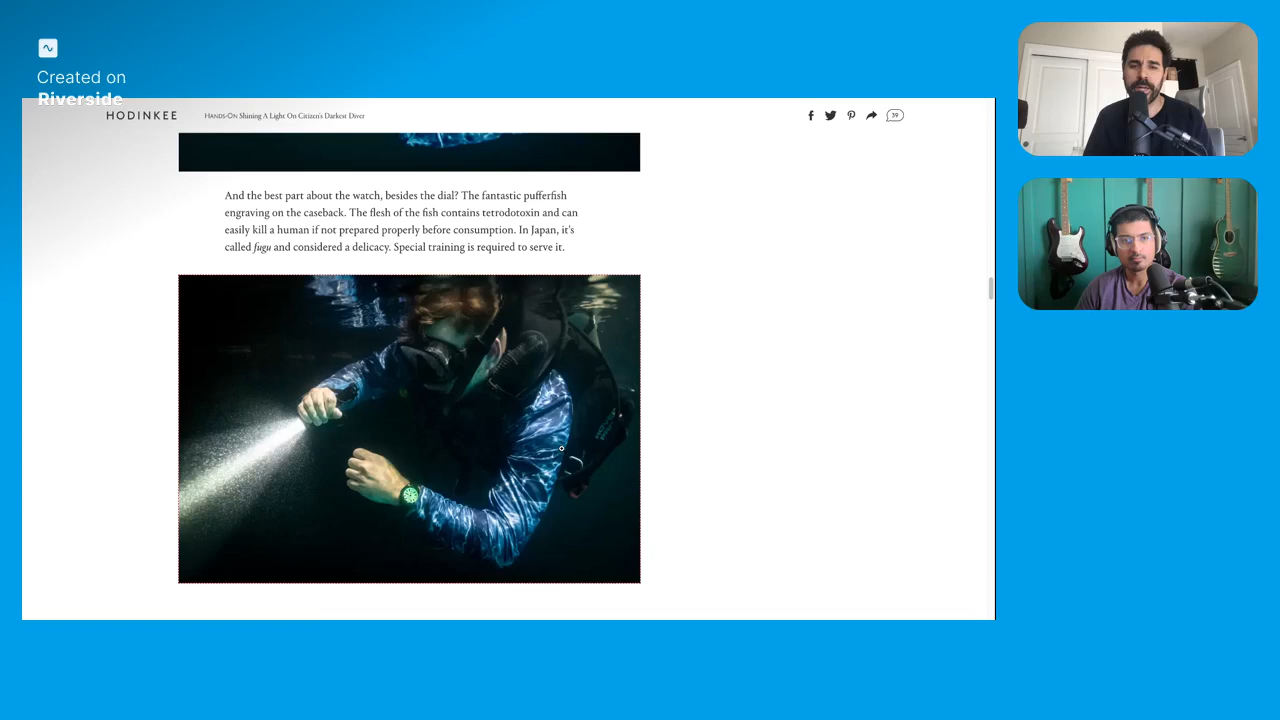 Created on
Riverside
HODINKEE
HANDS-ON Shining A Light On Citizen's Darkest Diver
39
And the best part about the watch, besides the dial? The fantastic pufferfish
engraving on the caseback. The flesh of the fish contains tetrodotoxin and can
easily kill a human if not prepared properly before consumption. In Japan, it's
called fugu and considered a delicacy. Special training is required to serve it.